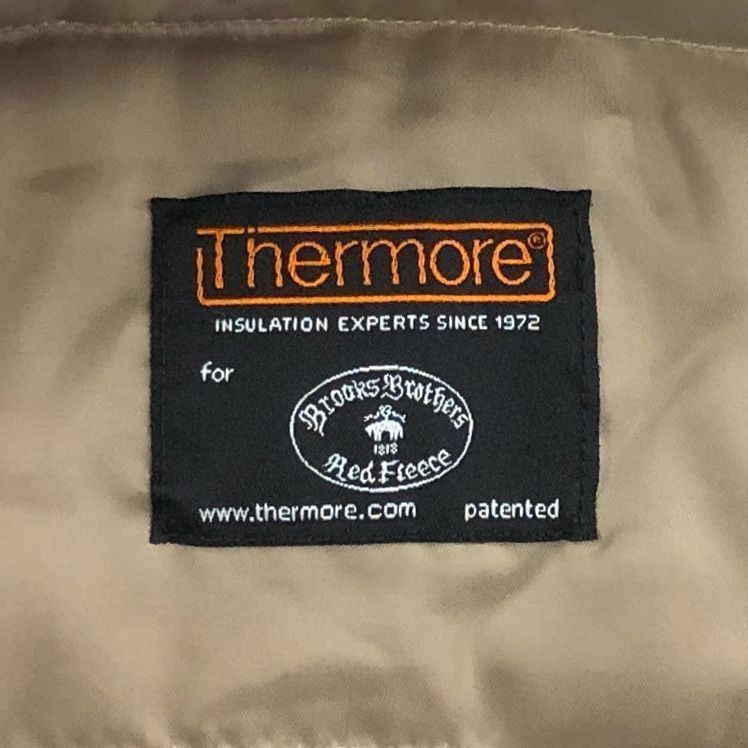 Thermore®
INSULATION EXPERTS SINCE 1972
for
Brooks Brothers
1818
Red Fleece
www.thermore.com patented